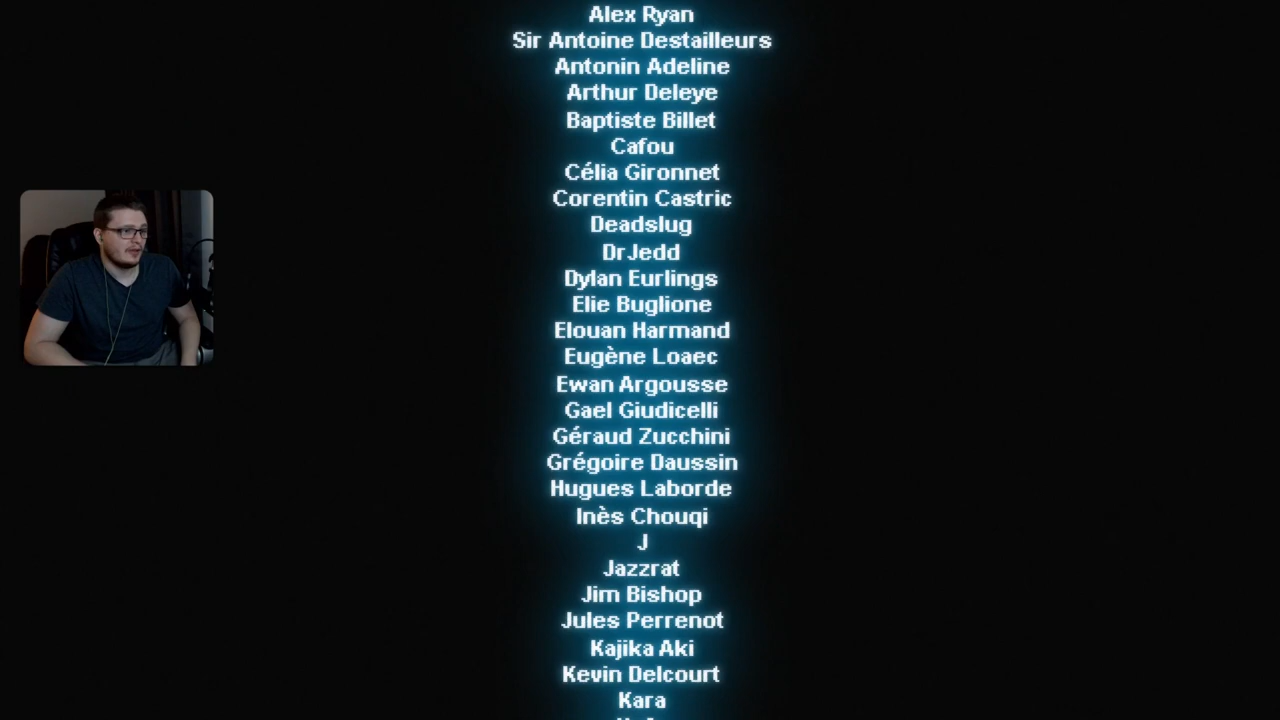 Alex Ryan
Sir Antoine Destailleurs
Antonin Adeline
Arthur Deleye
Baptiste Billet
Cafou
Célia Gironnet
Corentin Castric
Deadslug
DrJedd
Dylan Eurlings
Elie Buglione
Elouan Harmand
Eugène Loaec
Ewan Argousse
Gael Giudicelli
Géraud Zucchini
Grégoire Daussin
Hugues Laborde
Inès Chouqi
J
Jazzrat
Jim Bishop
Jules Perrenot
Kajika Aki
Kevin Delcourt
Kara